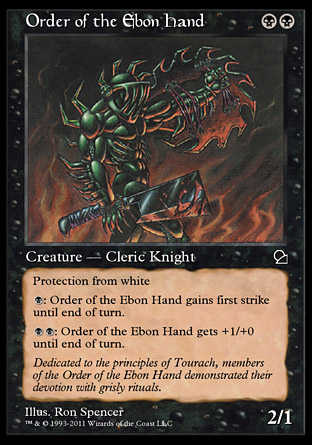 Order of the Ebon Hand
Creature — Cleric Knight
Protection from white
: Order of the Ebon Hand gains first strike
until end of turn.
: Order of the Ebon Hand gets +1/+0
until end of turn.
Dedicated to the principles of Tourach, members
of the Order of the Ebon Hand demonstrated their
devotion with grisly rituals.
Illus. Ron Spencer
™ & © 1993-2011 Wizards of the Coast LLC
2/1